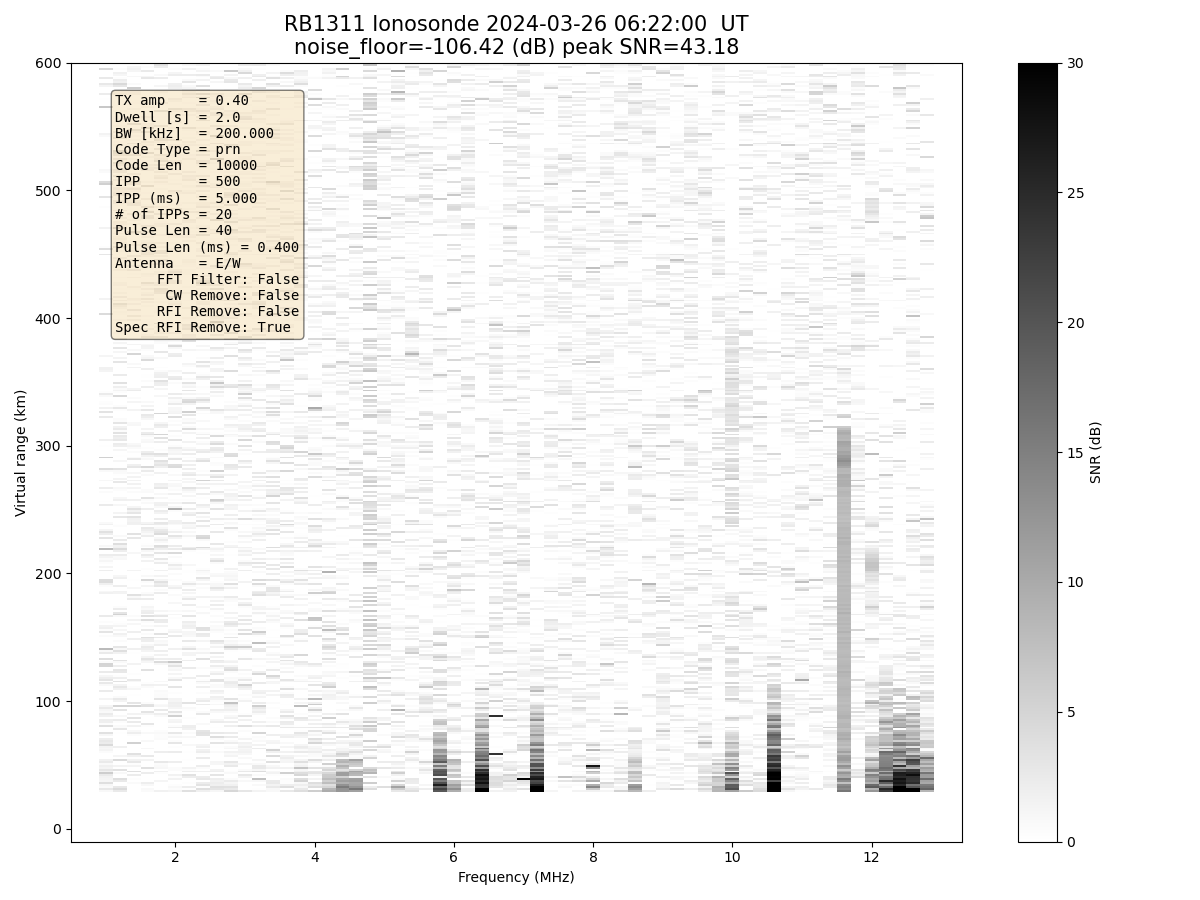 RB1311 Ionosonde 2024-03-26 06:22:00  UT
noise_floor=-106.42 (dB) peak SNR=43.18
TX amp    = 0.40
Dwell [s] = 2.0
BW [kHz]  = 200.000
Code Type = prn
Code Len  = 10000
IPP       = 500
IPP (ms)  = 5.000
# of IPPs = 20
Pulse Len = 40
Pulse Len (ms) = 0.400
Antenna   = E/W
FFT Filter: False
CW Remove: False
RFI Remove: False
Spec RFI Remove: True
600
500
400
300
200
100
0
Virtual range (km)
2
4
6
8
10
12
Frequency (MHz)
30
25
20
15
10
5
0
SNR (dB)